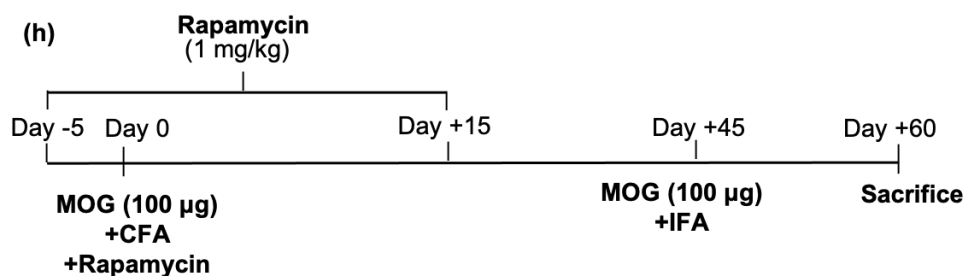 (h)
Rapamycin
(1 mg/kg)
Day -5 Day 0 Day +15 Day +45 Day +60
MOG (100 µg)
+CFA
+Rapamycin
MOG (100 µg)
+IFA
Sacrifice